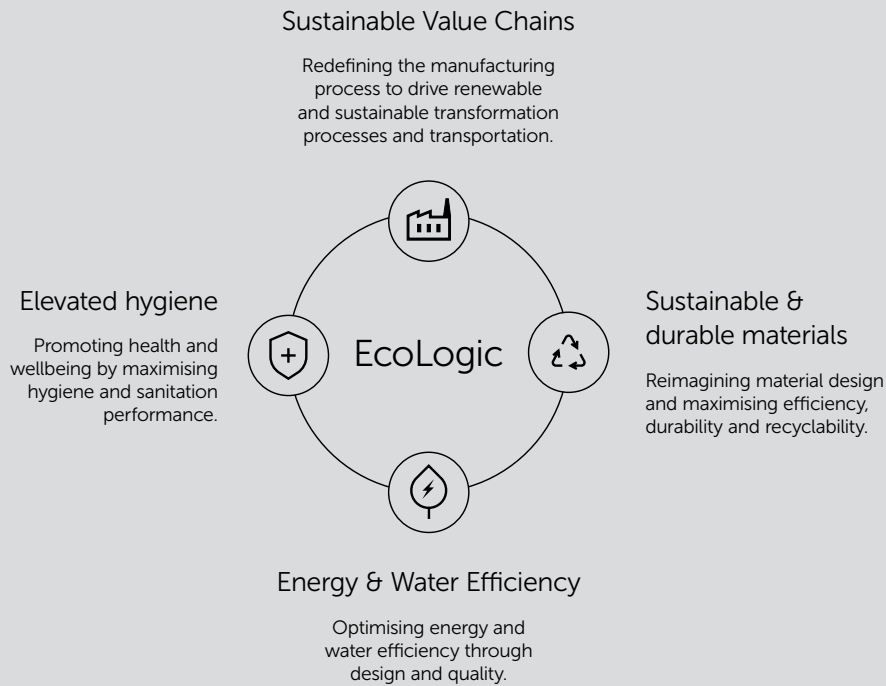 Sustainable Value Chains
Redefining the manufacturing
process to drive renewable
and sustainable transformation
processes and transportation.
Elevated hygiene
Promoting health and
wellbeing by maximising
hygiene and sanitation
performance.
EcoLogic
Sustainable &
durable materials
Reimagining material design
and maximising efficiency,
durability and recyclability.
Energy & Water Efficiency
Optimising energy and
water efficiency through
design and quality.